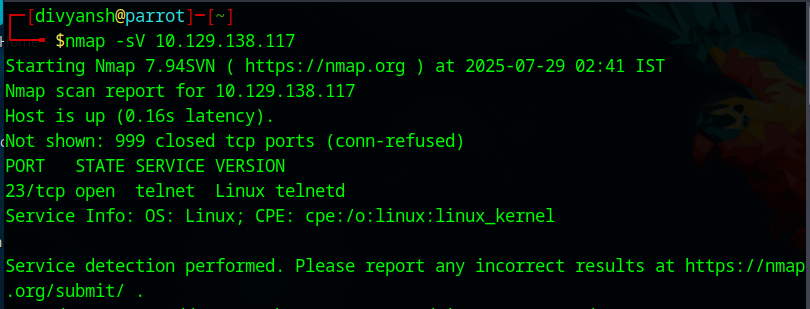 ┌─[divyansh@parrot]─[~]
└──╼ $nmap -sV 10.129.138.117
Starting Nmap 7.94SVN ( https://nmap.org ) at 2025-07-29 02:41 IST
Nmap scan report for 10.129.138.117
Host is up (0.16s latency).
Not shown: 999 closed tcp ports (conn-refused)
PORT   STATE SERVICE VERSION
23/tcp open  telnet  Linux telnetd
Service Info: OS: Linux; CPE: cpe:/o:linux:linux_kernel

Service detection performed. Please report any incorrect results at https://nmap
.org/submit/ .